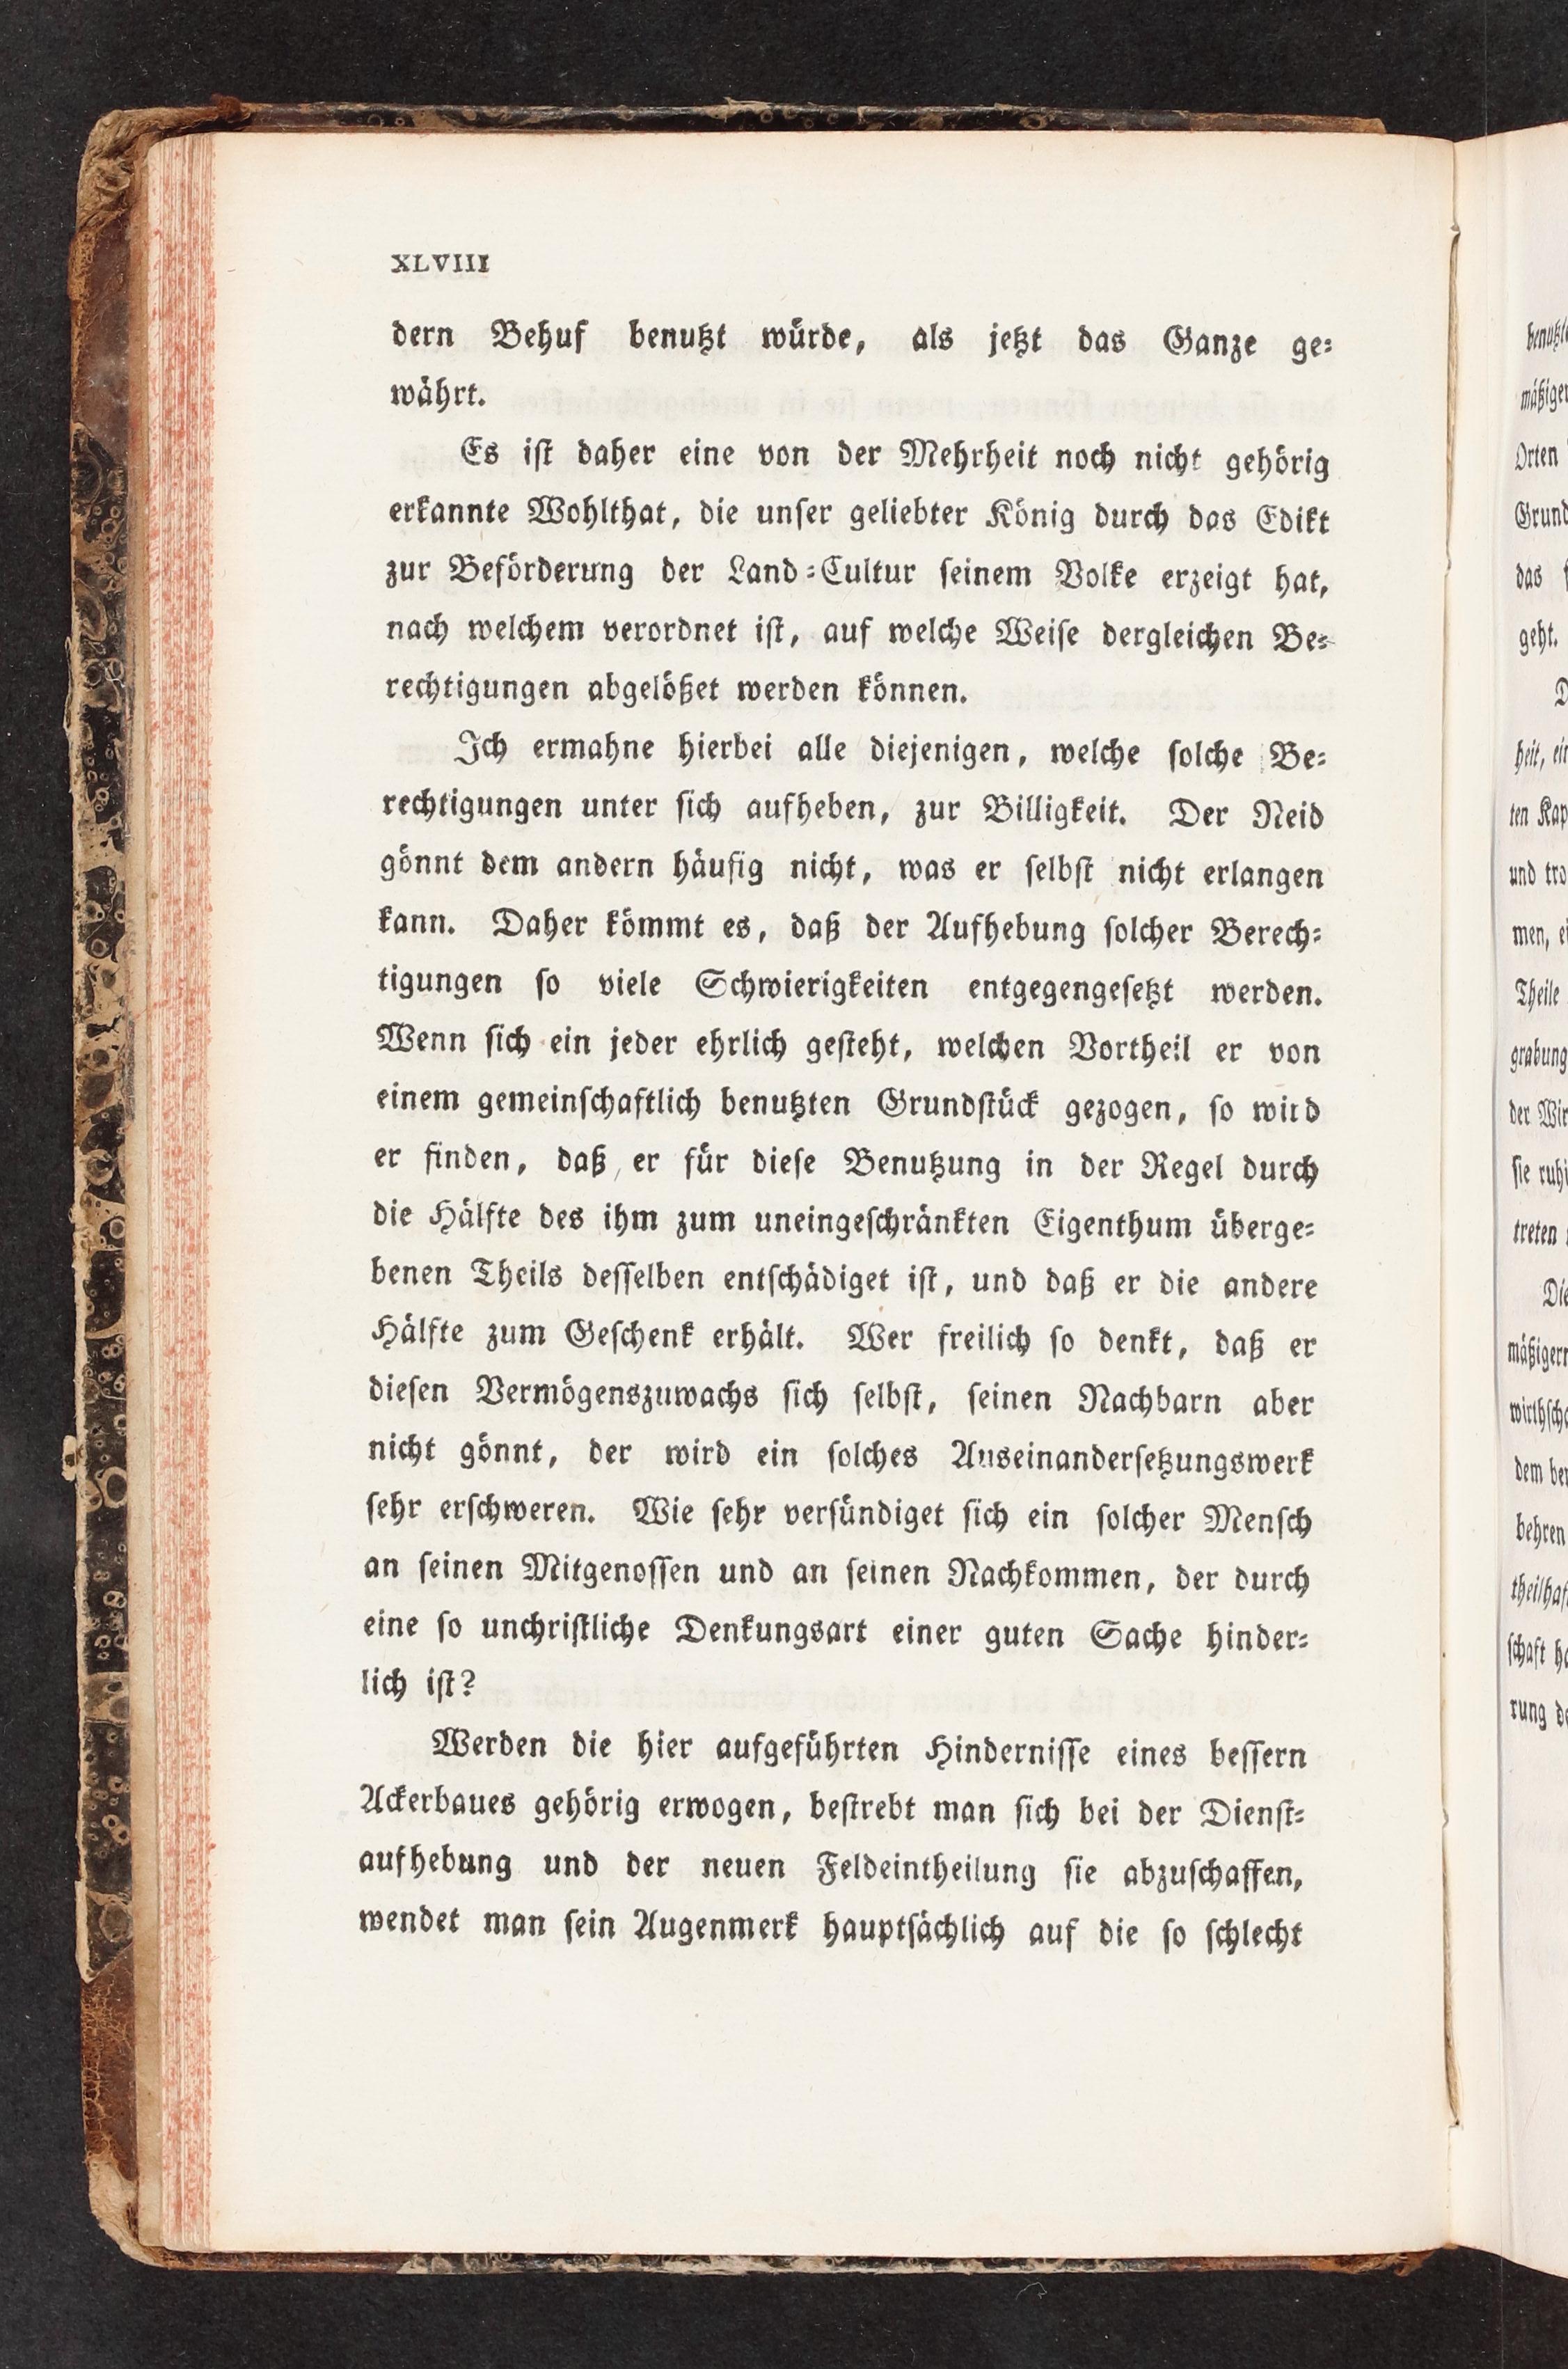 XLVIII
dern Behuf benutzt würde, als jetzt das Ganze ge-
währt.
Es ist daher eine von der Mehrheit noch nicht gehörig
erkannte Wohlthat, die unser geliebter König durch das Edikt
zur Beförderung der Land-Cultur seinem Volke erzeigt hat,
nach welchem verordnet ist, auf welche Weise dergleichen Be-
rechtigungen abgelößet werden können.
Ich ermahne hierbei alle diejenigen, welche solche Be-
rechtigungen unter sich aufheben, zur Billigkeit. Der Neid
gönnt dem andern häufig nicht, was er selbst nicht erlangen
kann. Daher kömmt es, daß der Aufhebung solcher Berech-
tigungen so viele Schwierigkeiten entgegengesetzt werden.
Wenn sich ein jeder ehrlich gesteht, welchen Vortheil er von
einem gemeinschaftlich benutzten Grundstück gezogen, so wird
er finden, daß er für diese Benutzung in der Regel durch
die Hälfte des ihm zum uneingeschränkten Eigenthum überge-
benen Theils desselben entschädiget ist, und daß er die andere
Hälfte zum Geschenk erhält. Wer freilich so denkt, daß er
diesen Vermögenszuwachs sich selbst, seinen Nachbarn aber
nicht gönnt, der wird ein solches Auseinandersetzungswerk
sehr erschweren. Wie sehr versündiget sich ein solcher Mensch
an seinen Mitgenossen und an seinen Nachkommen, der durch
eine so unchristliche Denkungsart einer guten Sache hinder-
lich ist?
Werden die hier aufgeführten Hindernisse eines bessern
Ackerbaues gehörig erwogen, bestrebt man sich bei der Dienst-
aufhebung und der neuen Feldeintheilung sie abzuschaffen,
wendet man sein Augenmerk hauptsächlich auf die so schlecht